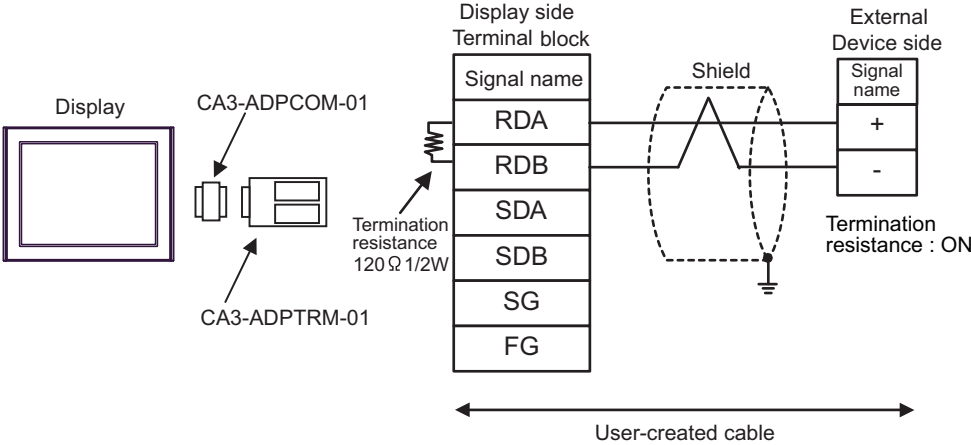 Display
CA3-ADPCOM-01
CA3-ADPTRM-01
Display side
Terminal block
Signal name
RDA
RDB
SDA
SDB
SG
FG
Termination
resistance
120 Ω 1/2W
Shield
External
Device side
Signal
name
+
-
Termination
resistance : ON
User-created cable